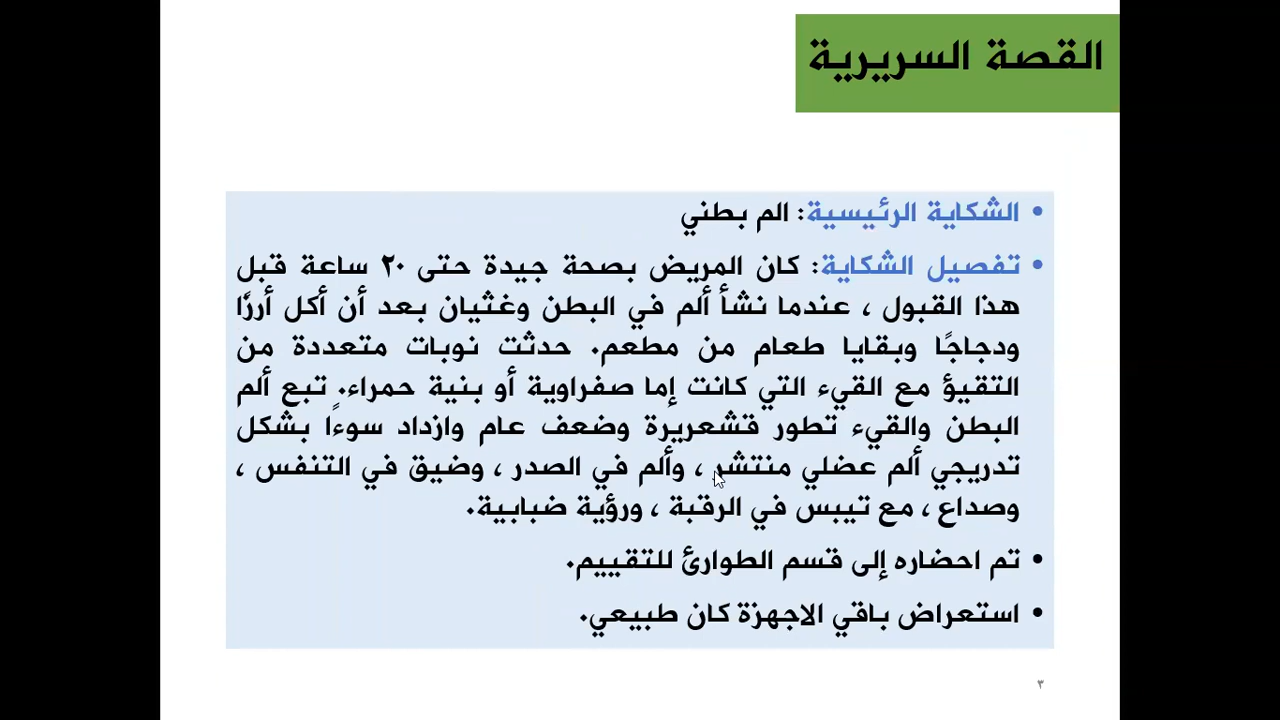 القصة السريرية
• الشكاية الرئيسية: الم بطني
• تفصيل الشكاية: كان المريض بصحة جيدة حتى ٢٠ ساعة قبل
هذا القبول ، عندما نشأ ألم في البطن وغثيان بعد أن أكل أرزًا
ودجاجًا وبقايا طعام من مطعم. حدثت نوبات متعددة من
التقيؤ مع القيء التي كانت إما صفراوية أو بنية حمراء. تبع ألم
البطن والقيء تطور قشعريرة وضعف عام وازداد سوءًا بشكل
تدريجي ألم عضلي منتشر ، وألم في الصدر ، وضيق في التنفس ،
وصداع ، مع تيبس في الرقبة ، ورؤية ضبابية.
• تم احضاره إلى قسم الطوارئ للتقييم.
• استعراض باقي الاجهزة كان طبيعي.
٣